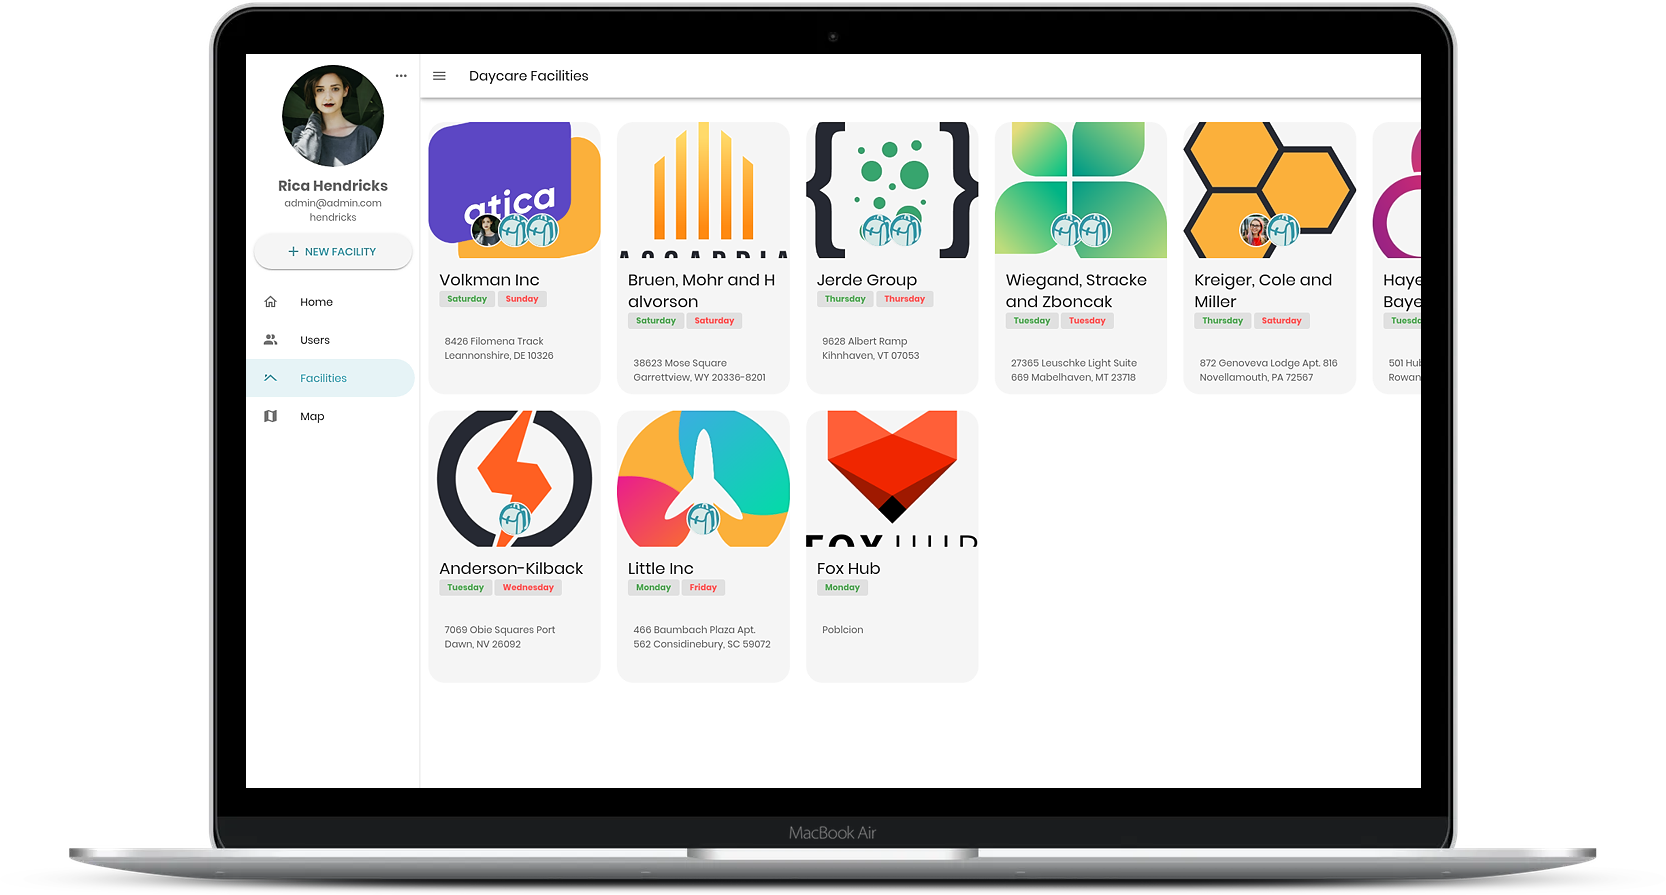 Daycare Facilities
Rica Hendricks
admin@admin.com
hendricks
+ NEW FACILITY
Home
Users
Facilities
Map
atica
Volkman Inc
Saturday Sunday
8426 Filomena Track
Leannonshire, DE 10326
Bruen, Mohr and H
alvorson
Saturday Saturday
38623 Mose Square
Garrettview, WY 20336-8201
Jerde Group
Thursday Thursday
9628 Albert Ramp
Kihnhaven, VT 07053
Wiegand, Stracke
and Zboncak
Tuesday Tuesday
27365 Leuschke Light Suite
669 Mabelhaven, MT 23718
Kreiger, Cole and
Miller
Thursday Saturday
872 Genoveva Lodge Apt. 816
Novellamouth, PA 72567
Haye
Baye
Tuesd
501 Hub
Rowan
Anderson-Kilback
Tuesday Wednesday
7069 Obie Squares Port
Dawn, NV 26092
Little Inc
Monday Friday
466 Baumbach Plaza Apt.
562 Considinebury, SC 59072
FOX HUB
Fox Hub
Monday
Poblcion
MacBook Air